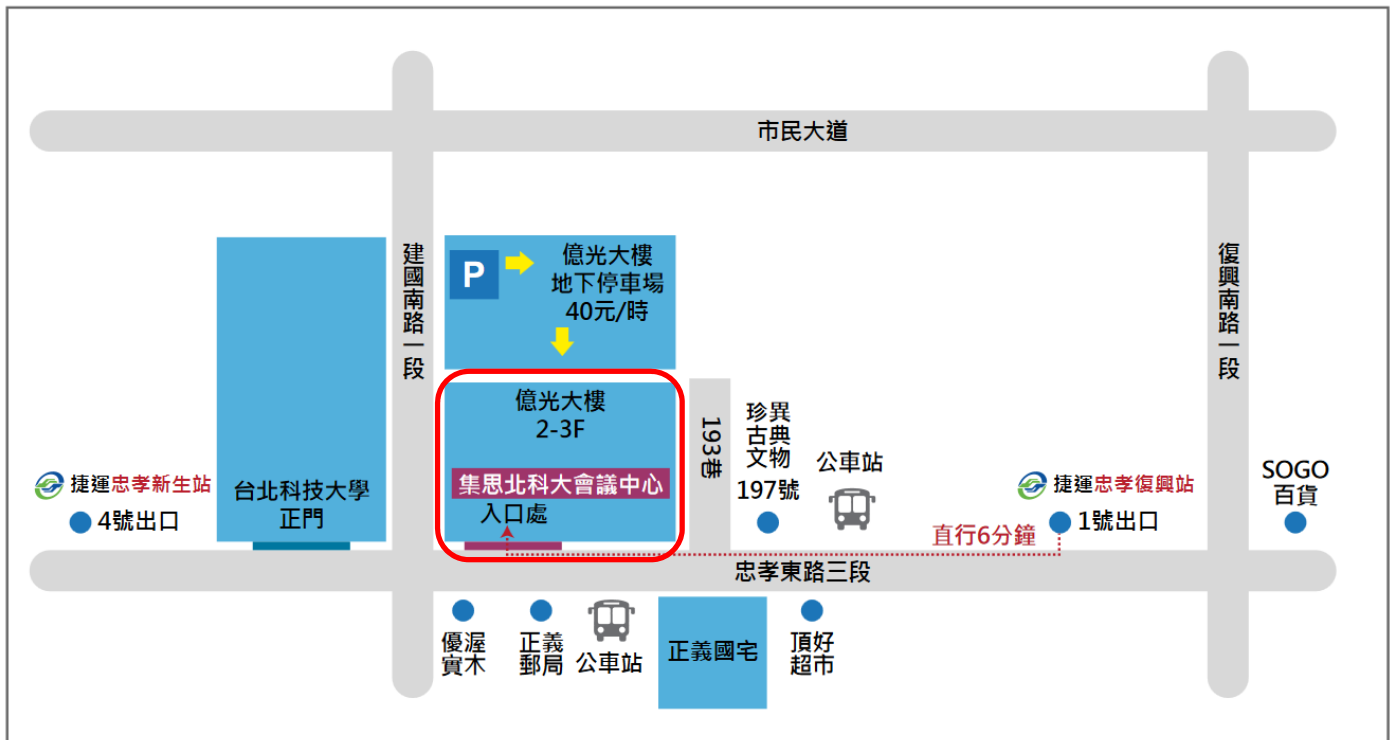 市民大道
建國南路一段
復興南路一段
P
億光大樓
地下停車場
40元/時
億光大樓
2-3F
集思北科大會議中心
入口處
193巷
珍異
古典
文物
197號
公車站
捷運忠孝新生站
4號出口
台北科技大學
正門
捷運忠孝復興站
1號出口
直行6分鐘
SOGO
百貨
忠孝東路三段
優渥
實木
正義
郵局
公車站
正義國宅
頂好
超市